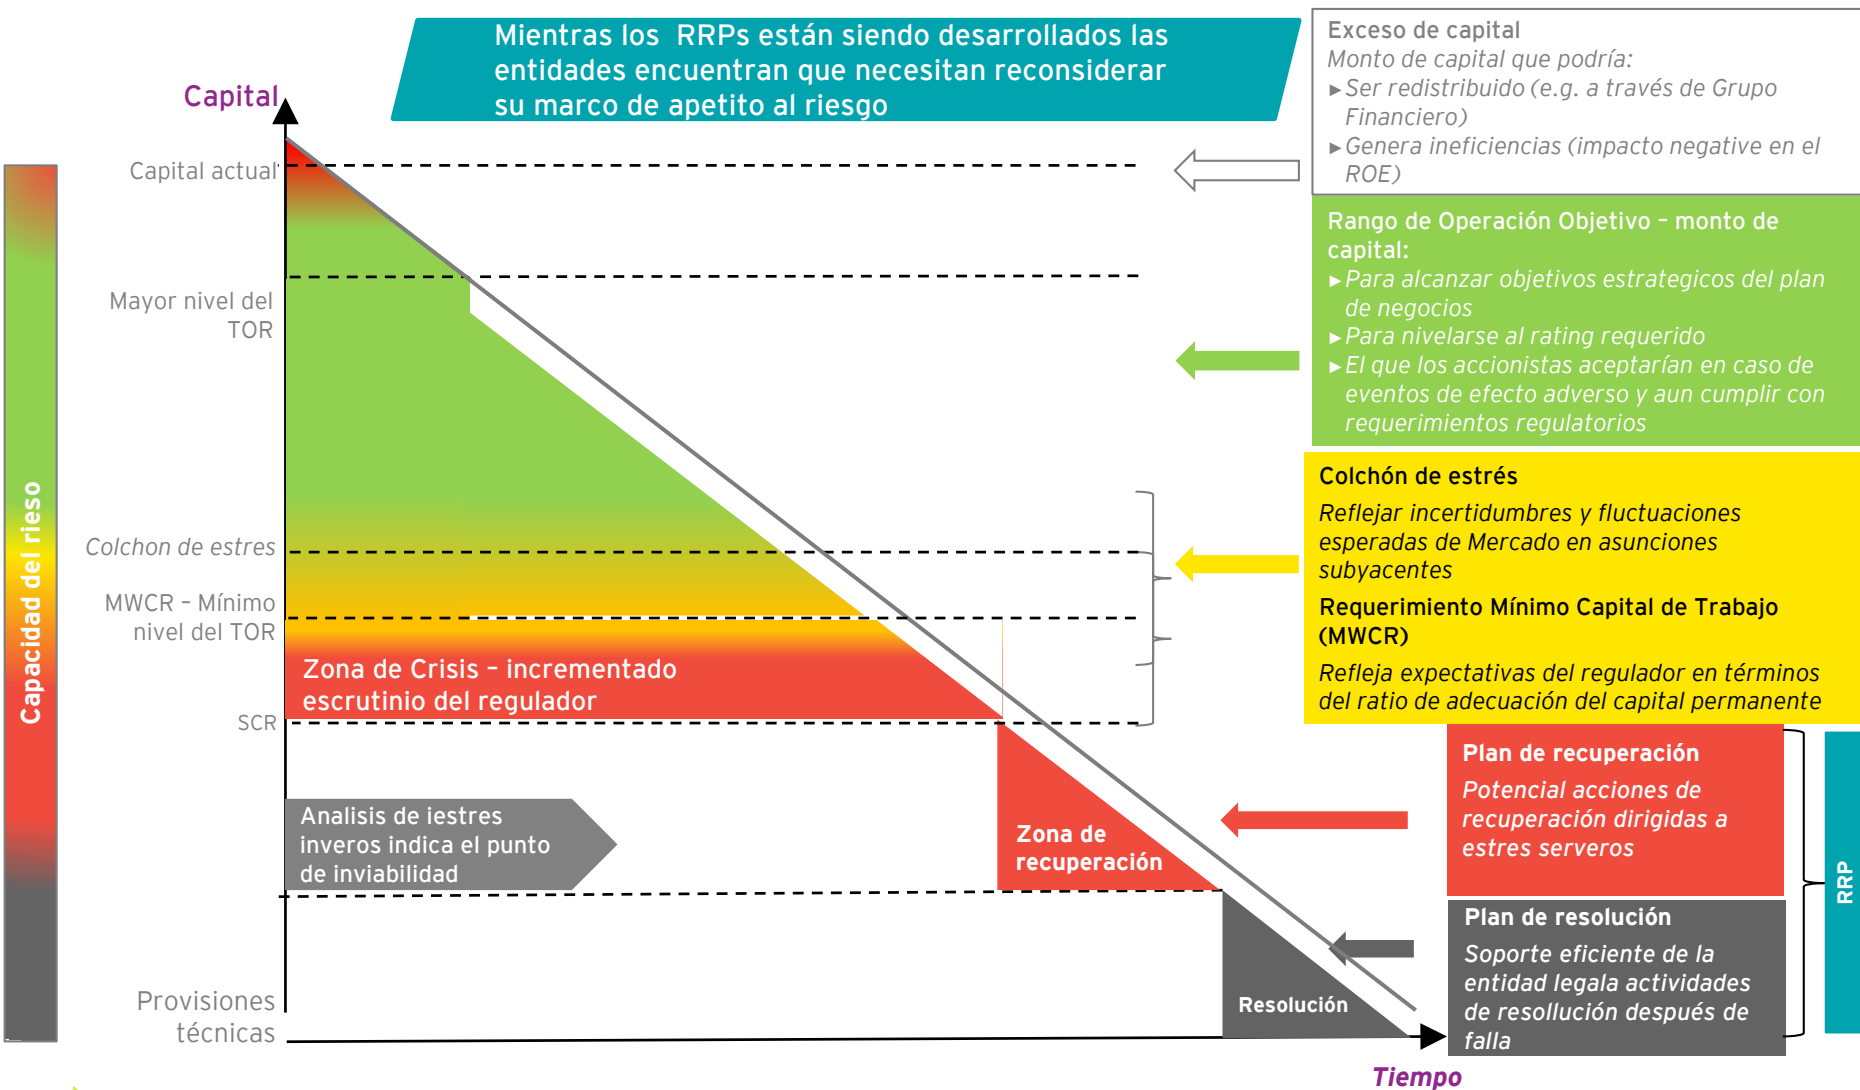 Mientras los RRPs están siendo desarrollados las
entidades encuentran que necesitan reconsiderar
su marco de apetito al riesgo
Capital
Capital actual
Mayor nivel del
TOR
Colchon de estres
MWCR – Mínimo
nivel del TOR
SCR
Provisiones
técnicas
Capacidad del rieso
Zona de Crisis – incrementado
escrutinio del regulador
Analisis de iestres
inveros indica el punto
de inviabilidad
Zona de
recuperación
Resolución
Tiempo
Exceso de capital
Monto de capital que podría:
►Ser redistribuido (e.g. a través de Grupo
Financiero)
►Genera ineficiencias (impacto negative en el
ROE)
Rango de Operación Objetivo – monto de
capital:
►Para alcanzar objetivos estrategicos del plan
de negocios
►Para nivelarse al rating requerido
►El que los accionistas aceptarían en caso de
eventos de efecto adverso y aun cumplir con
requerimientos regulatorios
Colchón de estrés
Reflejar incertidumbres y fluctuaciones
esperadas de Mercado en asunciones
subyacentes
Requerimiento Mínimo Capital de Trabajo
(MWCR)
Refleja expectativas del regulador en términos
del ratio de adecuación del capital permanente
Plan de recuperación
Potencial acciones de
recuperación dirigidas a
estres serveros
Plan de resolución
Soporte eficiente de la
entidad legala actividades
de resollución después de
falla
RRP